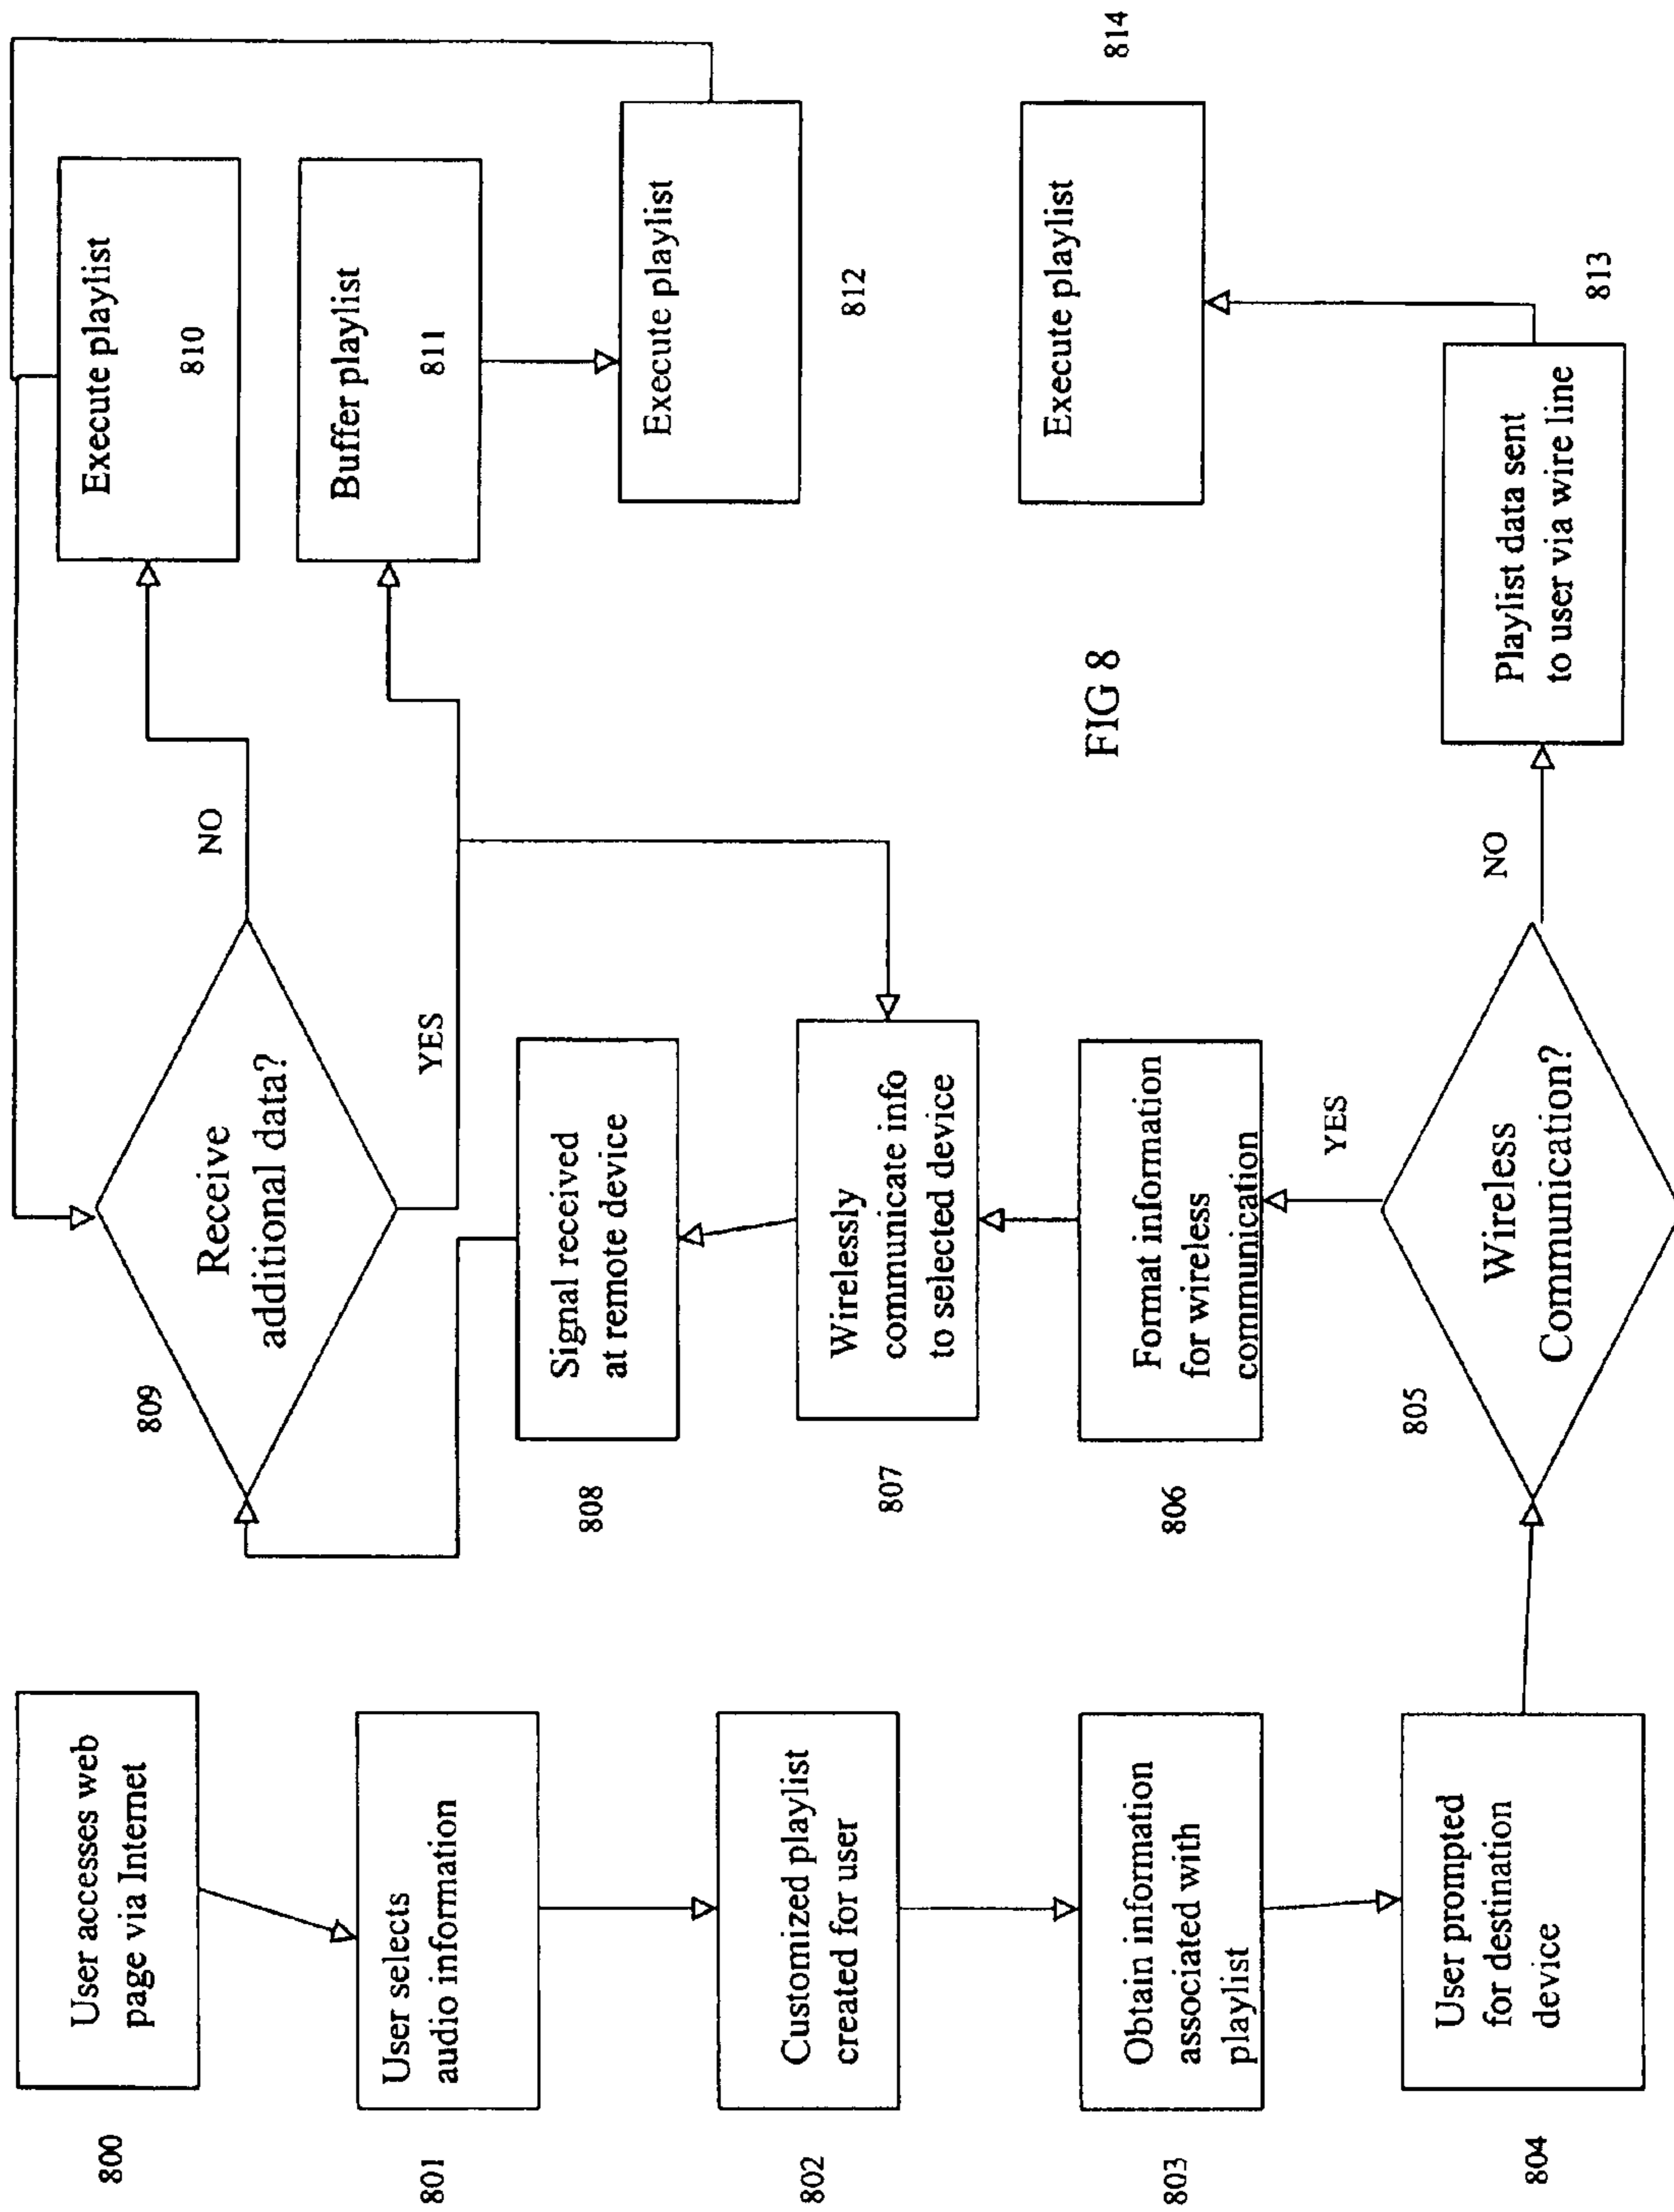 800
User accesses web
page via Internet
801
User selects
audio information
802
Customized playlist
created for user
803
Obtain information
associated with
playlist
804
User prompted
for destination
device
805
Wireless
Communication?
YES
NO
806
Format information
for wireless
communication
807
Wirelessly
communicate info
to selected device
808
Signal received
at remote device
809
Receive
additional data?
NO
YES
Execute playlist
810
Buffer playlist
811
Execute playlist
812
Playlist data sent
to user via wire line
813
Execute playlist
814
FIG 8